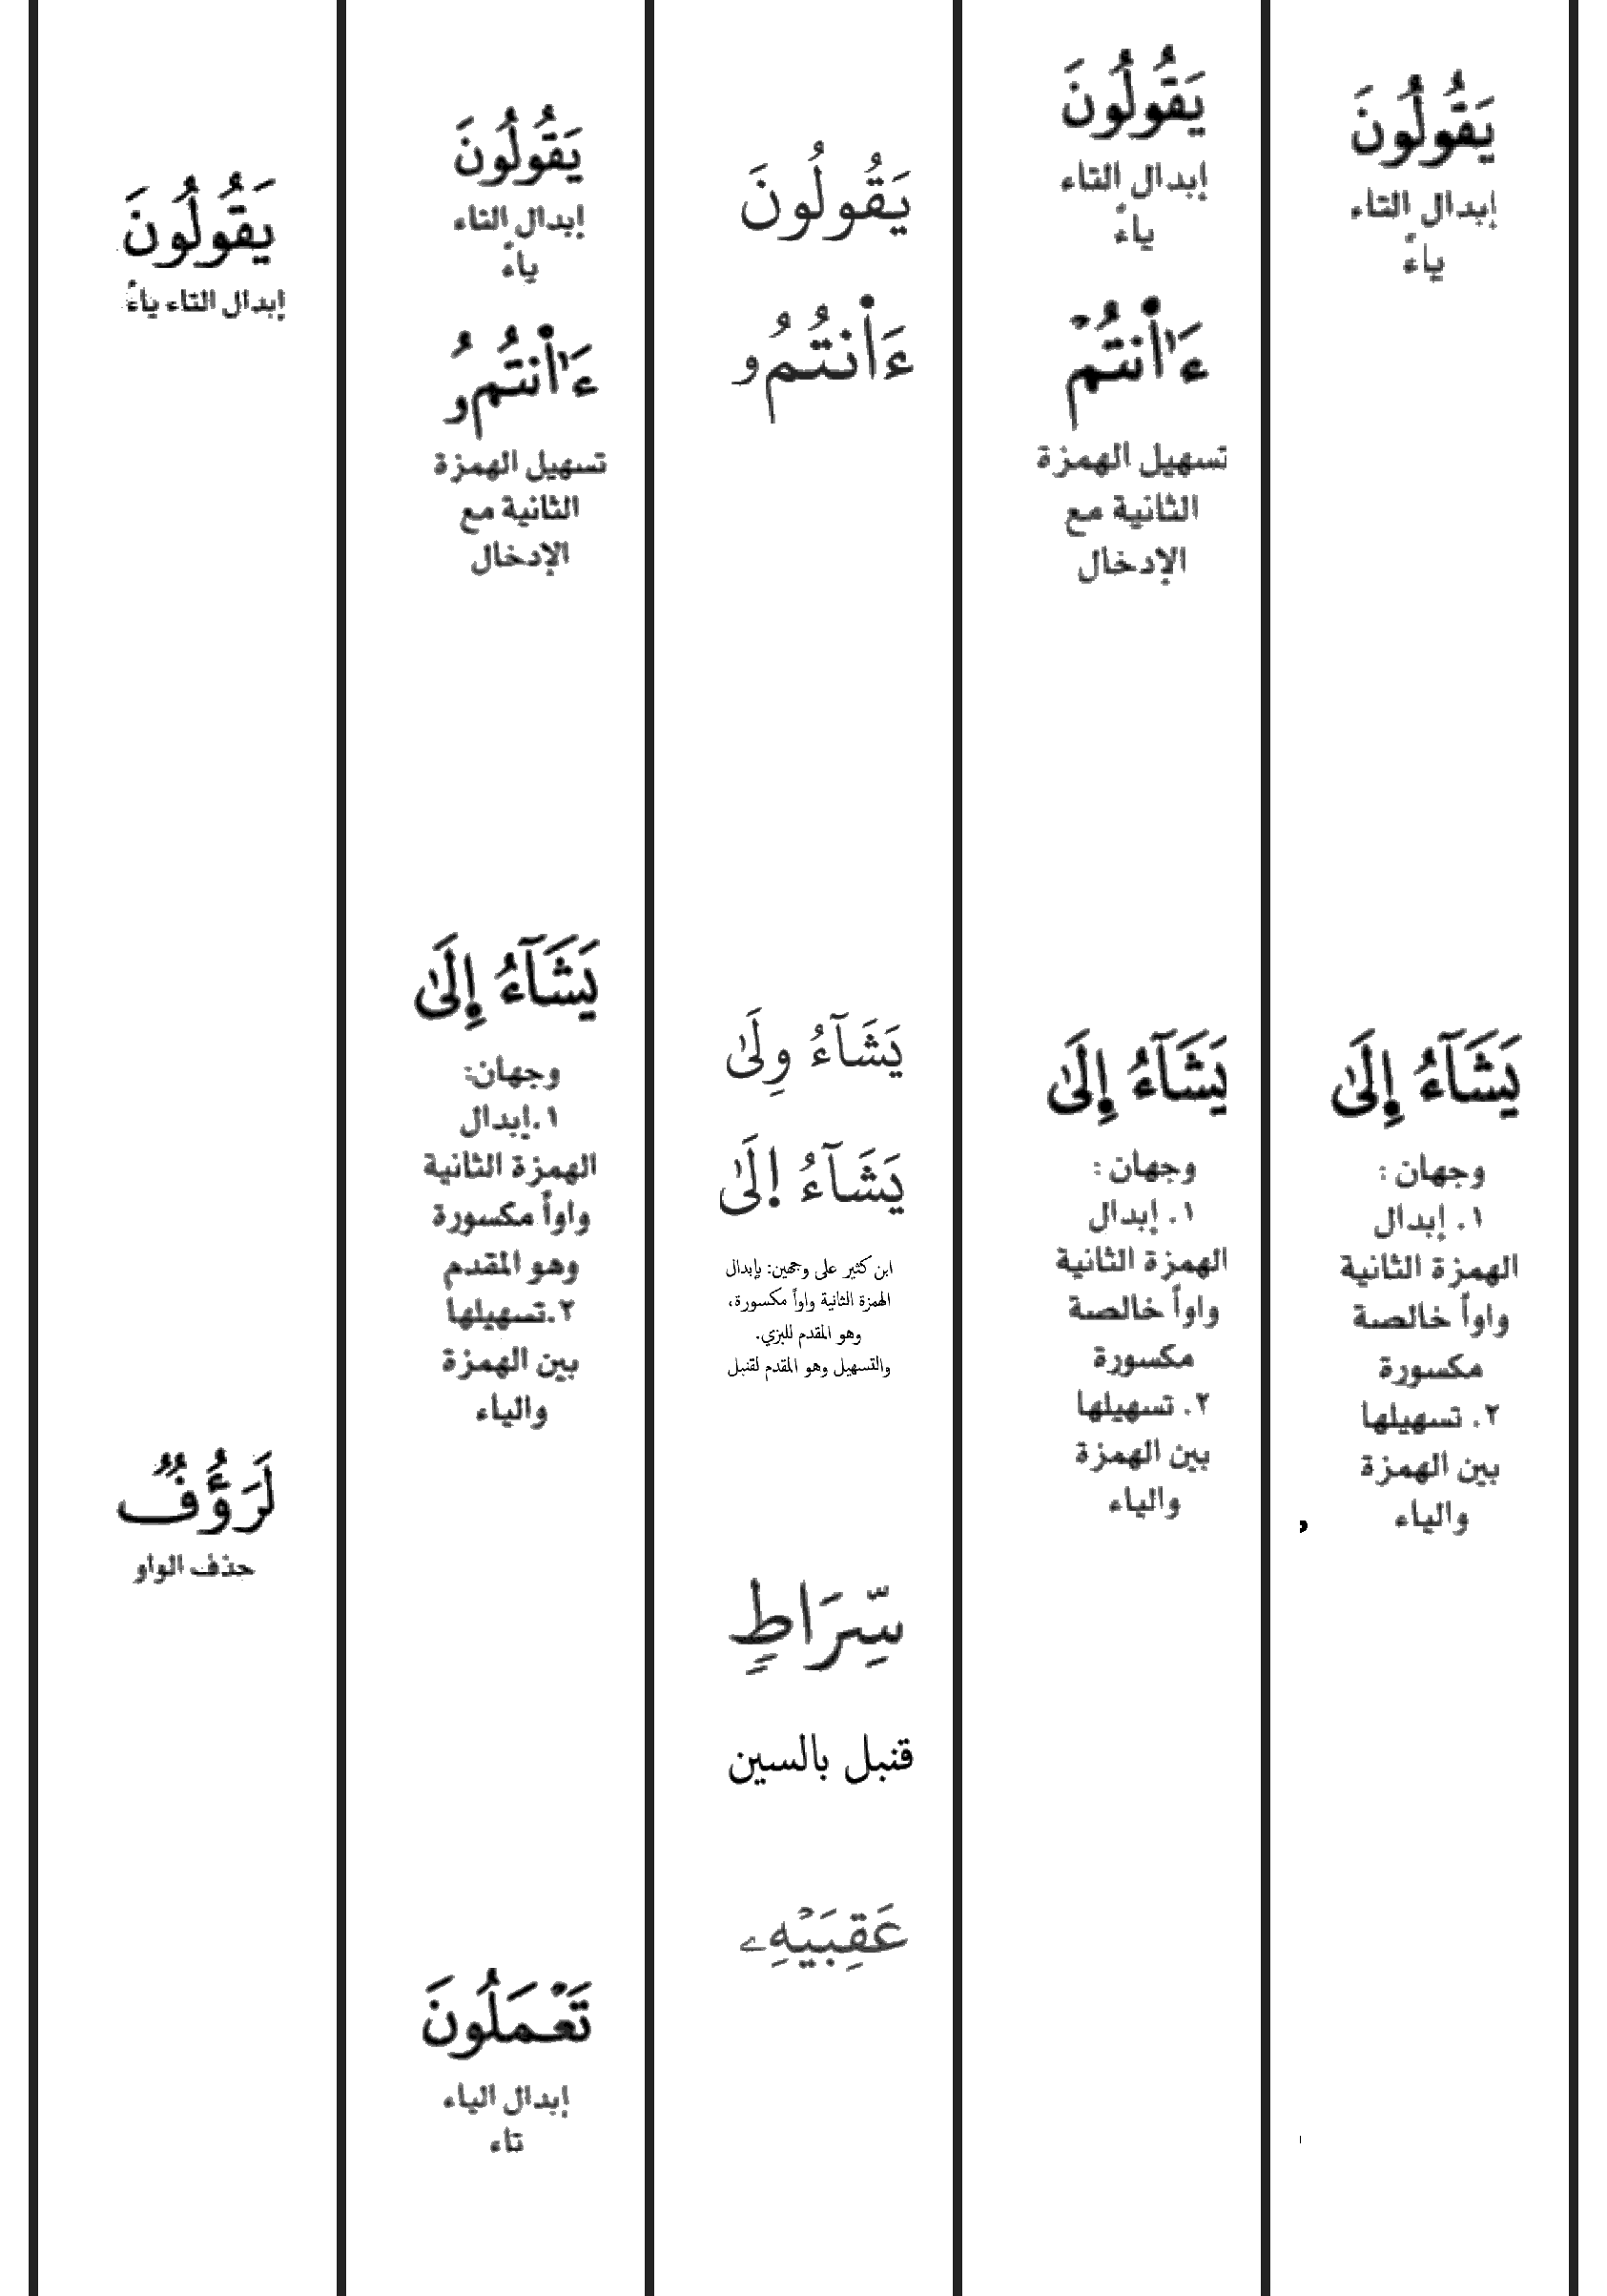 يَقُولُونَ
إبدال التاء
ياءً
يَشَآءُ إِلَىٰ
وجهان :
١. إبدال
الهمزة الثانية
واواً خالصة
مكسورة
٢. تسهيلها
بين الهمزة
والياء
يَقُولُونَ
إبدال التاء
ياءً
ءَا۬نتُمْ
تسهيل الهمزة
الثانية مع
الإدخال
يَشَآءُ إِلَىٰ
وجهان :
١. إبدال
الهمزة الثانية
واواً خالصة
مكسورة
٢. تسهيلها
بين الهمزة
والياء
يَقُولُونَ
ءَا۬نتُمُۥ
يَشَآءُ وِلَىٰ
يَشَآءُ ا۪لَىٰ
ابن كثير على وجهين: بإبدال
الهمزة الثانية واواً مكسورة،
وهو المقدم للبزي.
والتسهيل وهو المقدم لقنبل
سِّرَاطٍ
قنبل بالسين
عَقِبَيْهِۦ
يَقُولُونَ
إبدال التاء
ياءً
ءَا۬نتُمُۥ
تسهيل الهمزة
الثانية مع
الإدخال
يَشَآءُ إِلَىٰ
وجهان:
١.إبدال
الهمزة الثانية
واواً مكسورة
وهو المقدم
٢.تسهيلها
بين الهمزة
والياء
تَعْمَلُونَ
إبدال الياء
تاء
يَقُولُونَ
إبدال التاء ياءً
لَرَؤُفٌ
حذف الواو